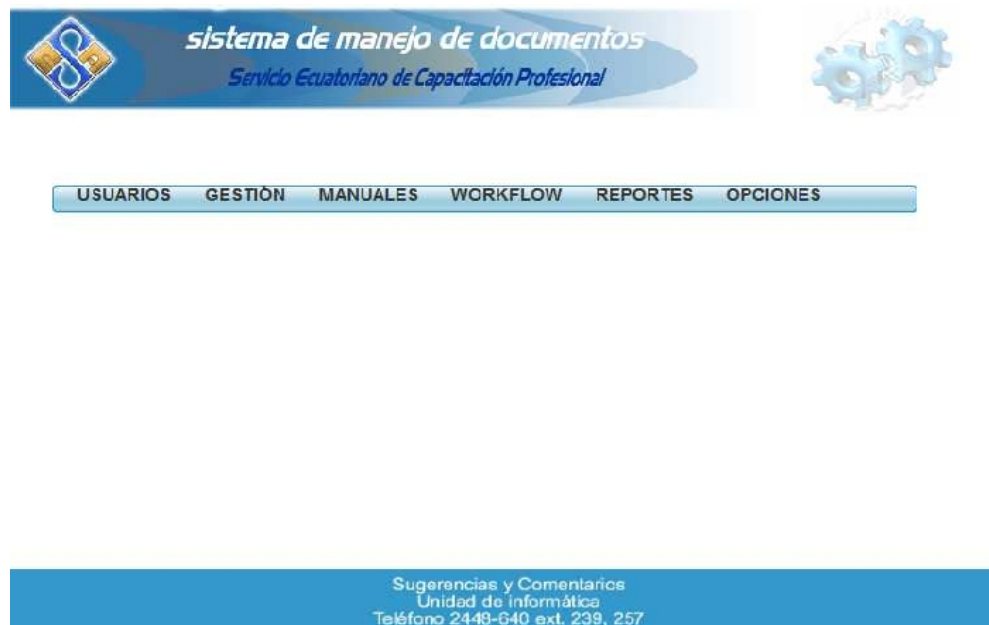 sistema de manejo de documentos
Servicio Ecuatoriano de Capacitación Profesional
USUARIOS GESTIÓN MANUALES WORKFLOW REPORTES OPCIONES
Sugerencias y Comentarios
Unidad de informática
Teléfono 2448-640 ext. 239, 257